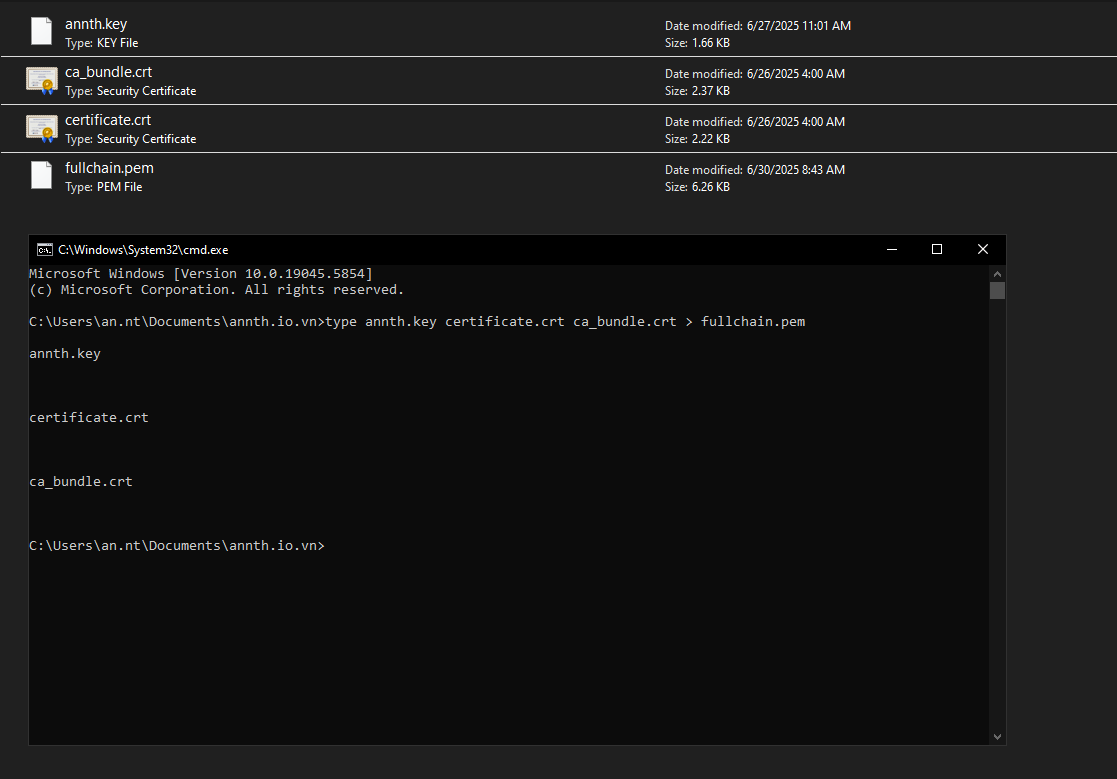 annth.key
Date modified: 6/27/2025 11:01 AM
Type: KEY File
Size: 1.66 KB
ca_bundle.crt
Date modified: 6/26/2025 4:00 AM
Type: Security Certificate
Size: 2.37 KB
certificate.crt
Date modified: 6/26/2025 4:00 AM
Type: Security Certificate
Size: 2.22 KB
fullchain.pem
Date modified: 6/30/2025 8:43 AM
Type: PEM File
Size: 6.26 KB
C:\Windows\System32\cmd.exe
Microsoft Windows [Version 10.0.19045.5854]
(c) Microsoft Corporation. All rights reserved.
C:\Users\an.nt\Documents\annth.io.vn>type annth.key certificate.crt ca_bundle.crt > fullchain.pem
annth.key
certificate.crt
ca_bundle.crt
C:\Users\an.nt\Documents\annth.io.vn>